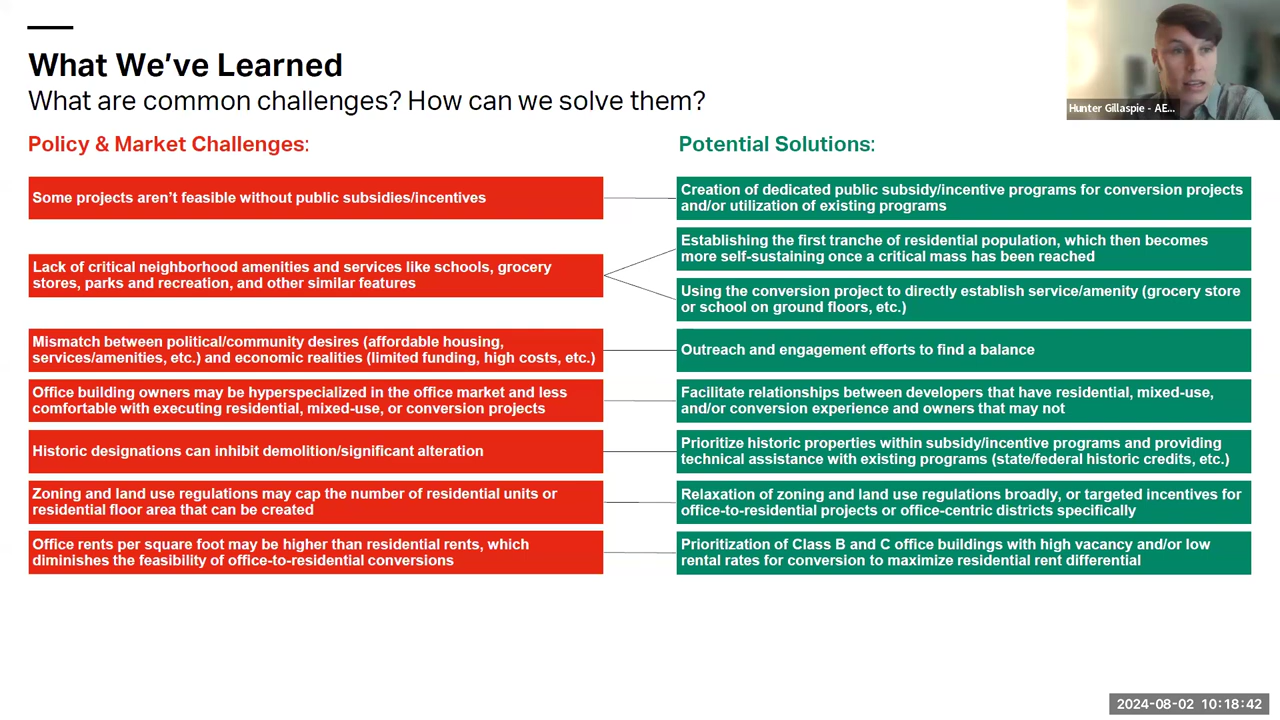 What We've Learned
What are common challenges? How can we solve them?
Hunter Gillaspie - AE...
Policy & Market Challenges:
Potential Solutions:
Some projects aren't feasible without public subsidies/incentives
Creation of dedicated public subsidy/incentive programs for conversion projects
and/or utilization of existing programs
Lack of critical neighborhood amenities and services like schools, grocery
stores, parks and recreation, and other similar features
Establishing the first tranche of residential population, which then becomes
more self-sustaining once a critical mass has been reached
Using the conversion project to directly establish service/amenity (grocery store
or school on ground floors, etc.)
Mismatch between political/community desires (affordable housing,
services/amenities, etc.) and economic realities (limited funding, high costs, etc.)
Outreach and engagement efforts to find a balance
Office building owners may be hyperspecialized in the office market and less
comfortable with executing residential, mixed-use, or conversion projects
Facilitate relationships between developers that have residential, mixed-use,
and/or conversion experience and owners that may not
Historic designations can inhibit demolition/significant alteration
Prioritize historic properties within subsidy/incentive programs and providing
technical assistance with existing programs (state/federal historic credits, etc.)
Zoning and land use regulations may cap the number of residential units or
residential floor area that can be created
Relaxation of zoning and land use regulations broadly, or targeted incentives for
office-to-residential projects or office-centric districts specifically
Office rents per square foot may be higher than residential rents, which
diminishes the feasibility of office-to-residential conversions
Prioritization of Class B and C office buildings with high vacancy and/or low
rental rates for conversion to maximize residential rent differential
2024-08-02 10:18:42